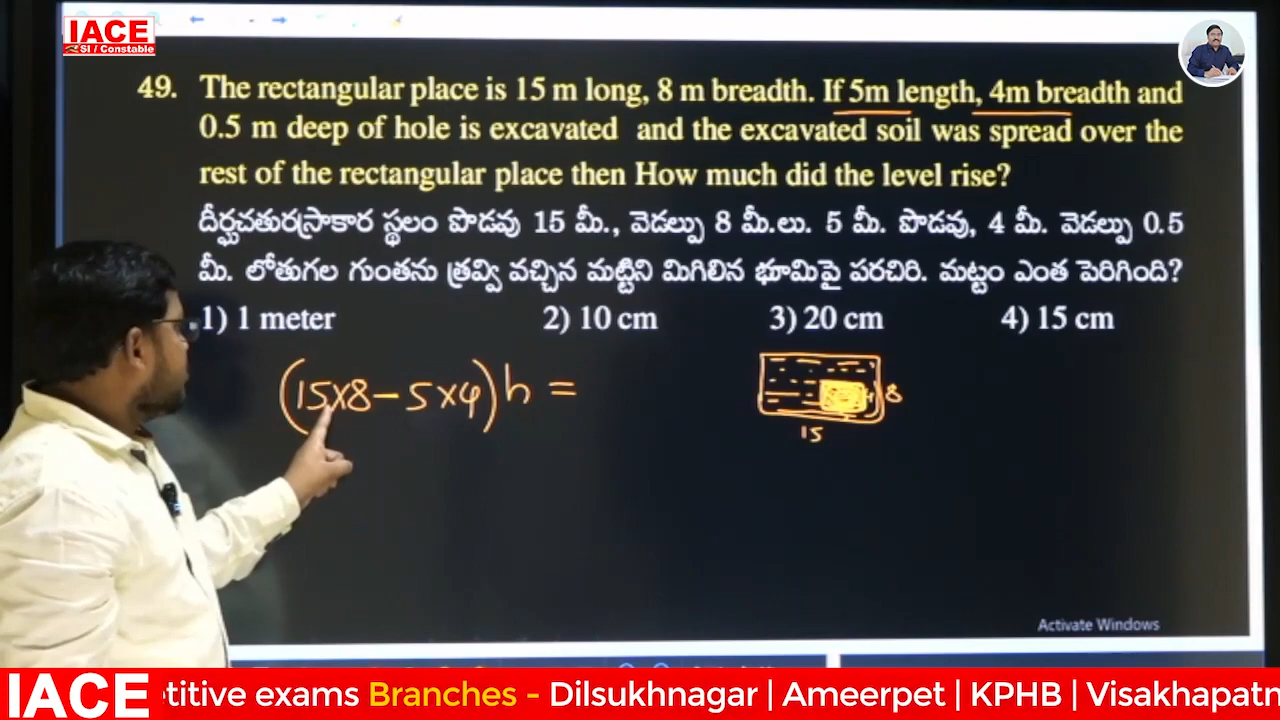 IACE
SI / Constable
49. The rectangular place is 15 m long, 8 m breadth. If 5m length, 4m breadth and
0.5 m deep of hole is excavated and the excavated soil was spread over the
rest of the rectangular place then How much did the level rise?
దీర్ఘచతురస్రాకార స్థలం పొడవు 15 మీ., వెడల్పు 8 మీ.లు. 5 మీ. పొడవు, 4 మీ. వెడల్పు 0.5
మీ. లోతుగల గుంతను త్రవ్వి వచ్చిన మట్టిని మిగిలిన భూమిపై పరచిరి. మట్టం ఎంత పెరిగింది?
1) 1 meter 2) 10 cm 3) 20 cm 4) 15 cm
(15×8-5×4)h =
8
15
Activate Windows
IACE etitive exams Branches - Dilsukhnagar | Ameerpet | KPHB | Visakhapatn